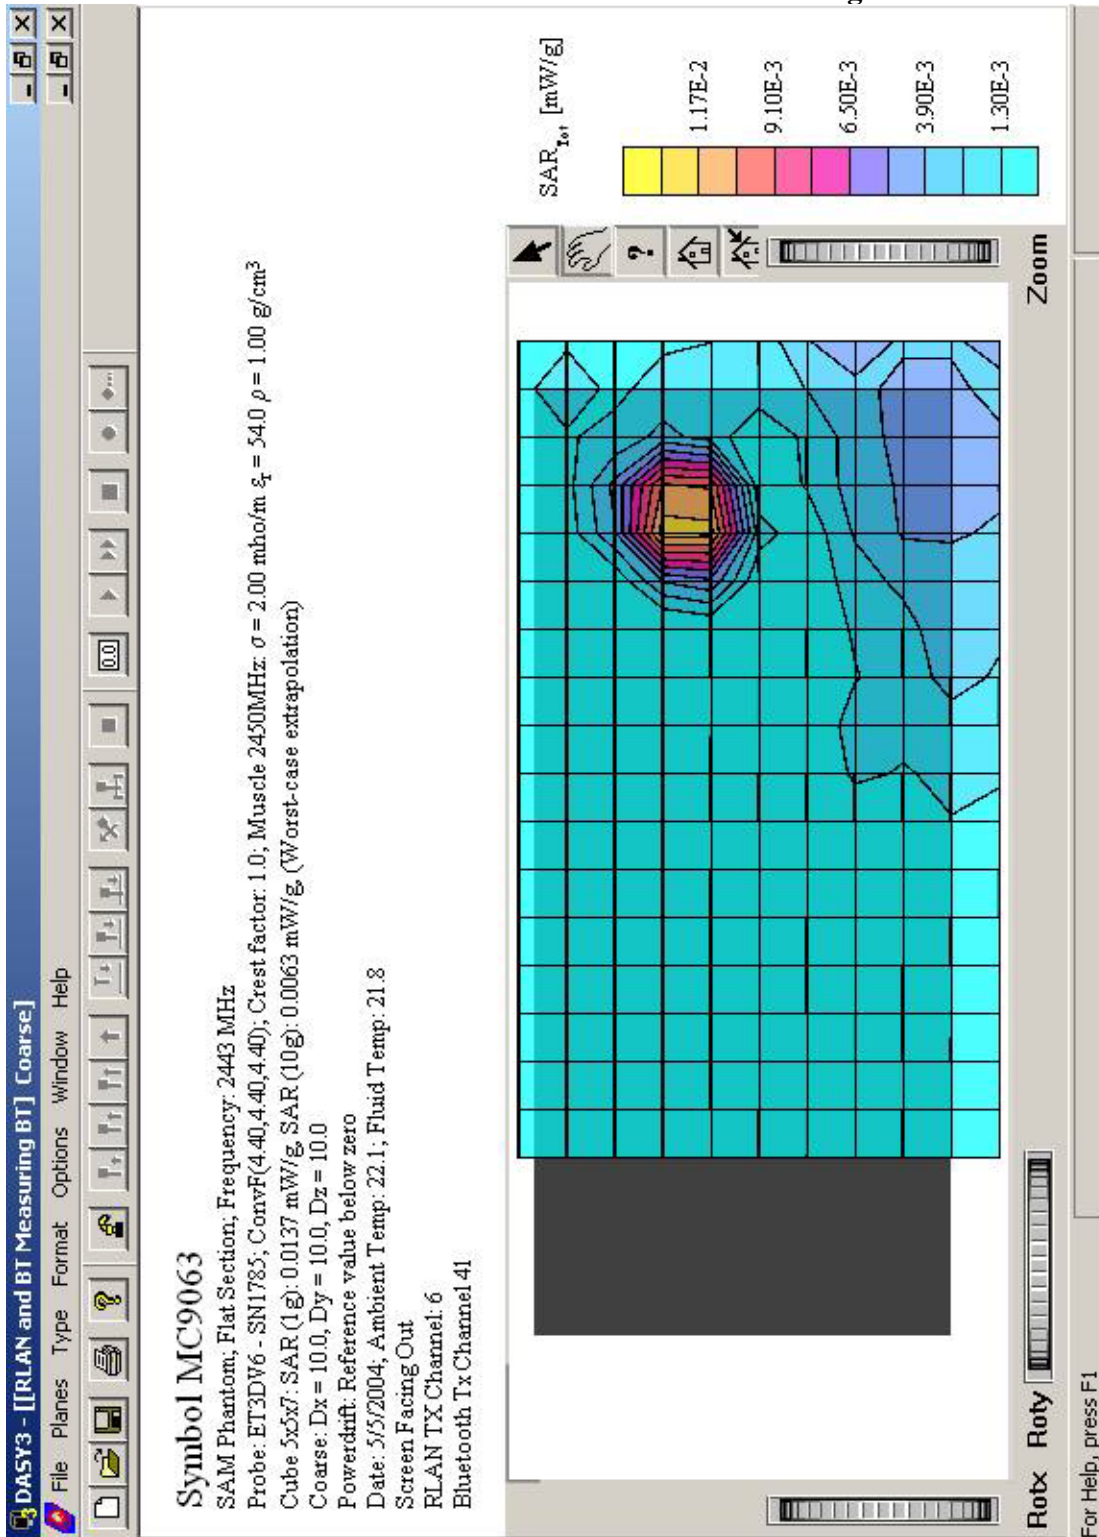 g
DASY3 - [[RLAN and BT Measuring BT] Coarse]
File Planes Type Format Options Window Help
0.0
Symbol MC9063
SAM Phantom; Flat Section; Frequency: 2443 MHz
Probe: ET3DV6 - SN1785; ConvF(4.40,4.40,4.40); Crest factor: 1.0; Muscle 2450MHz: σ = 2.00 mho/m εr = 54.0 ρ = 1.00 g/cm³
Cube 5x5x7: SAR (1g): 0.0137 mW/g, SAR (10g): 0.0063 mW/g, (Worst-case extrapolation)
Coarse: Dx = 10.0, Dy = 10.0, Dz = 10.0
Powerdrift: Reference value below zero
Date: 5/5/2004; Ambient Temp: 22.1; Fluid Temp: 21.8
Screen Facing Out
RLAN TX Channel: 6
Bluetooth Tx Channel 41
SARTot [mW/g]
1.17E-2
9.10E-3
6.50E-3
3.90E-3
1.30E-3
Rotx Roty Zoom
For Help, press F1